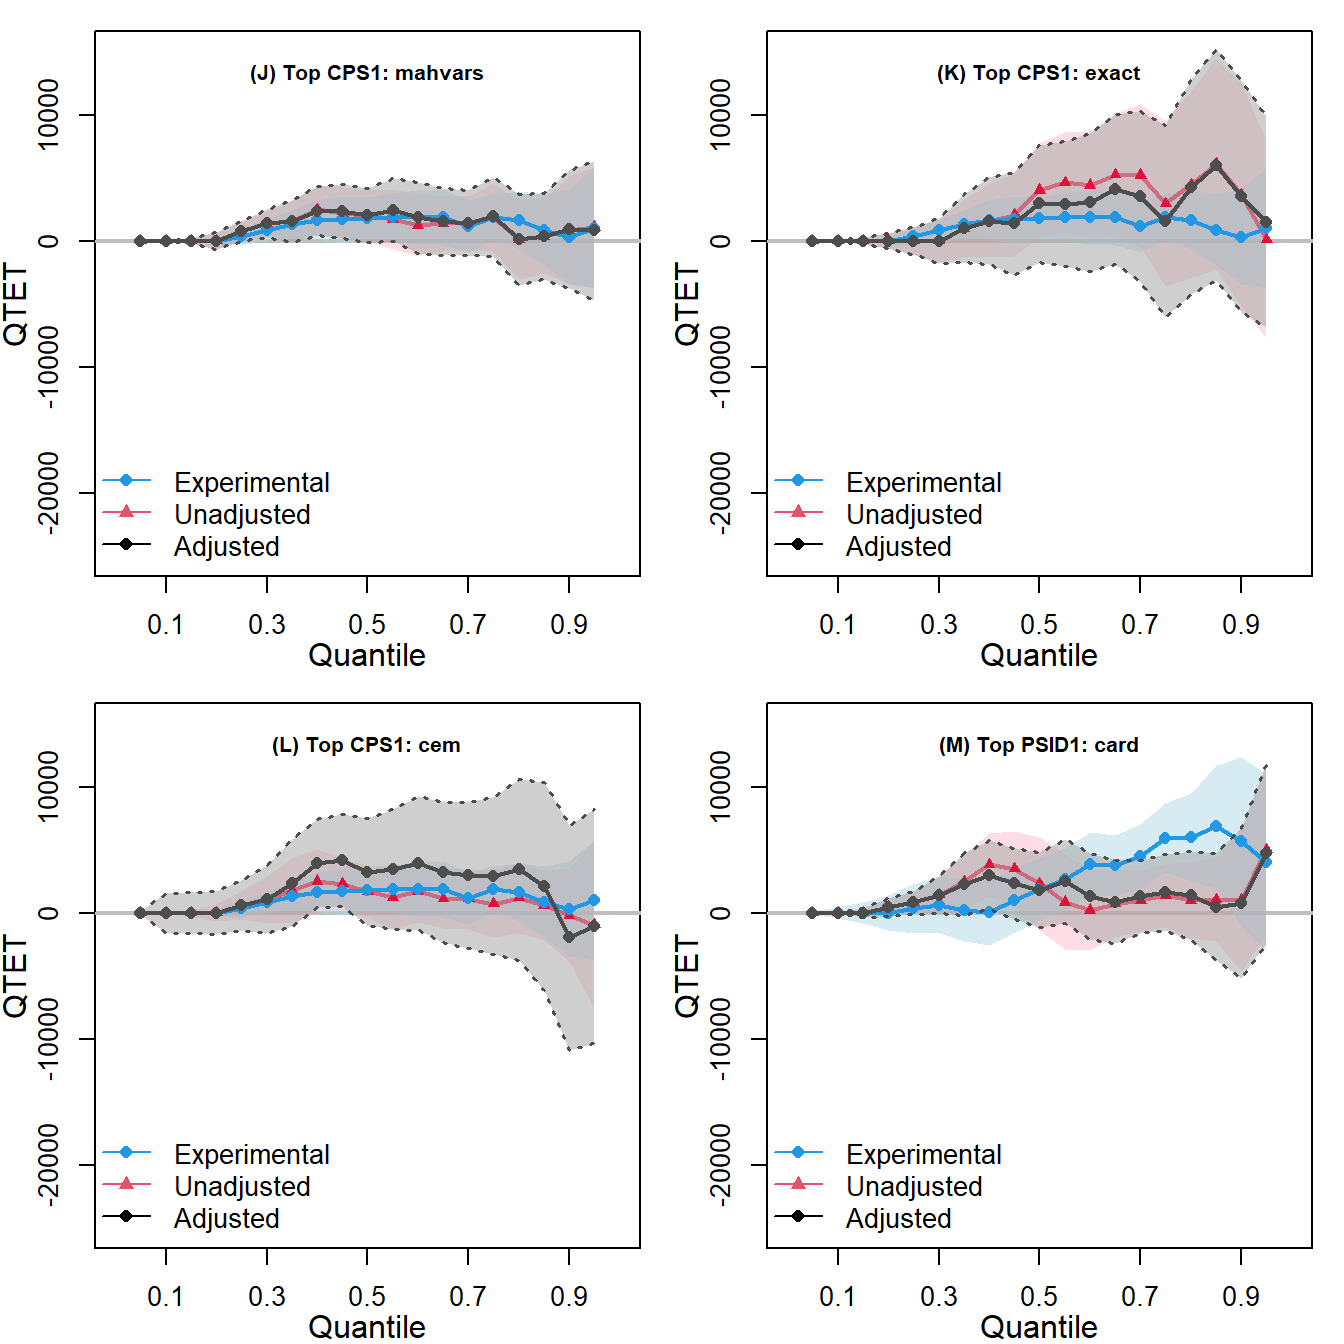 (J) Top CPS1: mahvars
10000
0
-10000
-20000
QTET
Experimental
Unadjusted
Adjusted
0.1 0.3 0.5 0.7 0.9
Quantile
(K) Top CPS1: exact
10000
0
-10000
-20000
QTET
Experimental
Unadjusted
Adjusted
0.1 0.3 0.5 0.7 0.9
Quantile
(L) Top CPS1: cem
10000
0
-10000
-20000
QTET
Experimental
Unadjusted
Adjusted
0.1 0.3 0.5 0.7 0.9
Quantile
(M) Top PSID1: card
10000
0
-10000
-20000
QTET
Experimental
Unadjusted
Adjusted
0.1 0.3 0.5 0.7 0.9
Quantile